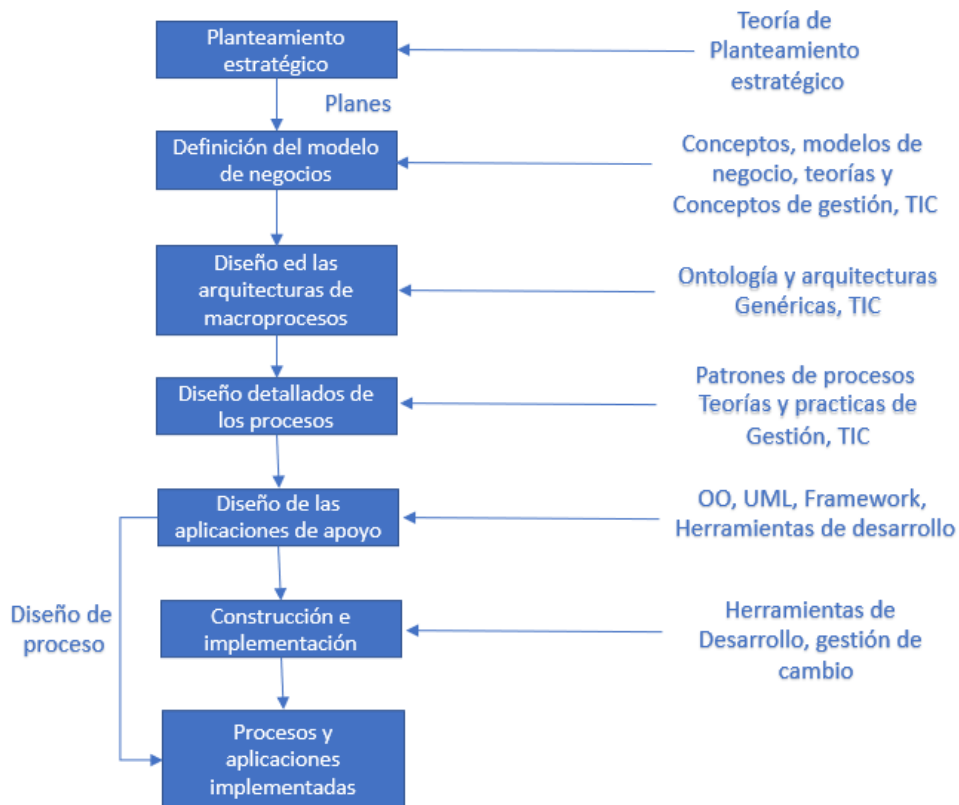 Planteamiento
estratégico
Teoría de
Planteamiento
estratégico
Planes
Definición del modelo
de negocios
Conceptos, modelos de
negocio, teorías y
Conceptos de gestión, TIC
Diseño ed las
arquitecturas de
macroprocesos
Ontología y arquitecturas
Genéricas, TIC
Diseño detallados de
los procesos
Patrones de procesos
Teorías y practicas de
Gestión, TIC
Diseño de las
aplicaciones de apoyo
OO, UML, Framework,
Herramientas de desarrollo
Diseño de
proceso
Construcción e
implementación
Herramientas de
Desarrollo, gestión de
cambio
Procesos y
aplicaciones
implementadas